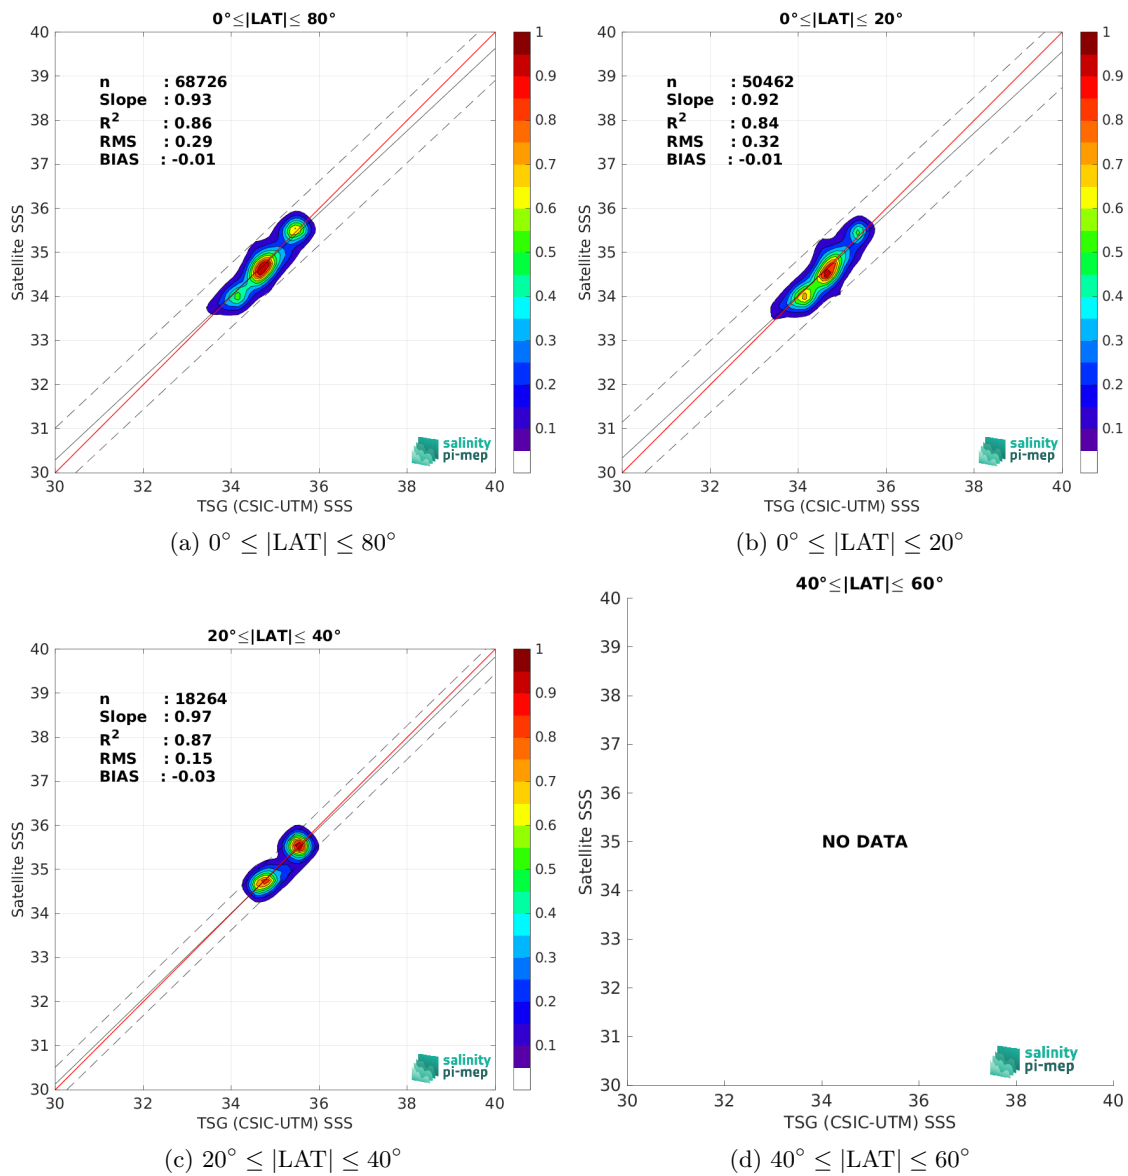 0°≤|LAT|≤ 80°
40
39
38
37
36
35
34
33
32
31
30
Satellite SSS
n : 68726
Slope : 0.93
R² : 0.86
RMS : 0.29
BIAS : -0.01
salinity
pi-mep
30 32 34 36 38 40
TSG (CSIC-UTM) SSS
1
0.9
0.8
0.7
0.6
0.5
0.4
0.3
0.2
0.1
(a) 0° ≤ |LAT| ≤ 80°
0°≤|LAT|≤ 20°
40
39
38
37
36
35
34
33
32
31
30
Satellite SSS
n : 50462
Slope : 0.92
R² : 0.84
RMS : 0.32
BIAS : -0.01
salinity
pi-mep
30 32 34 36 38 40
TSG (CSIC-UTM) SSS
1
0.9
0.8
0.7
0.6
0.5
0.4
0.3
0.2
0.1
(b) 0° ≤ |LAT| ≤ 20°
20°≤|LAT|≤ 40°
40
39
38
37
36
35
34
33
32
31
30
Satellite SSS
n : 18264
Slope : 0.97
R² : 0.87
RMS : 0.15
BIAS : -0.03
salinity
pi-mep
30 32 34 36 38 40
TSG (CSIC-UTM) SSS
1
0.9
0.8
0.7
0.6
0.5
0.4
0.3
0.2
0.1
(c) 20° ≤ |LAT| ≤ 40°
40°≤|LAT|≤ 60°
40
39
38
37
36
35
34
33
32
31
30
Satellite SSS
NO DATA
salinity
pi-mep
30 32 34 36 38 40
TSG (CSIC-UTM) SSS
(d) 40° ≤ |LAT| ≤ 60°